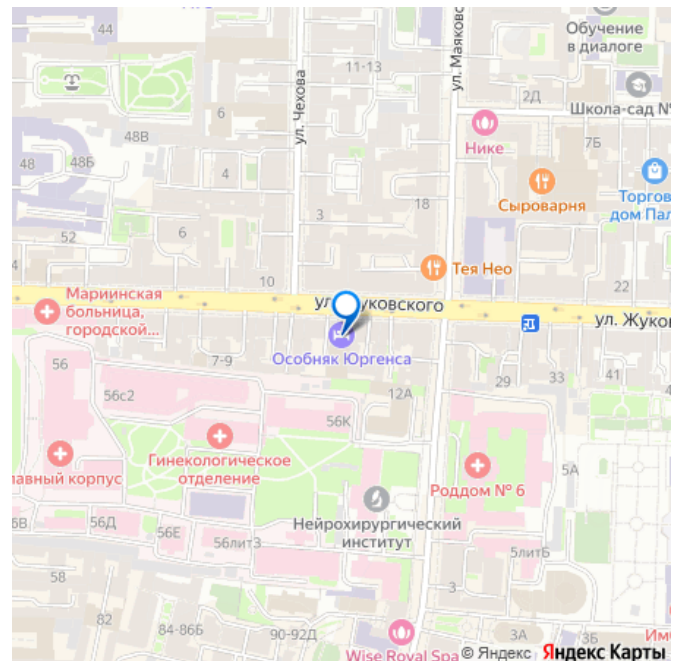 44
11-13
ул. Чехова
ул. Маяковс
Обучение
в диалоге
2Д
Школа-сад N
6
48В
Нике
7Б
48
48Б
4
Сыроварня
Торгов
дом Пал
3
18
52
6
Тея Нео
10
22
Мариинская
больница,
городской...
ул. Жуковского
ул. Жуков
Особняк Юргенса
56
7-9
29
33
41
56с2
12А
56К
Гинекологическое
отделение
лавный корпус
Роддом № 6
5А
Нейрохирургический
институт
6В
56Д
56Е
56лит3
5литБ
58
3
82
84-86Б
90-92Д
3А
3Б
Имб
Wise Royal Spa
© Яндекс Яндекс Карты